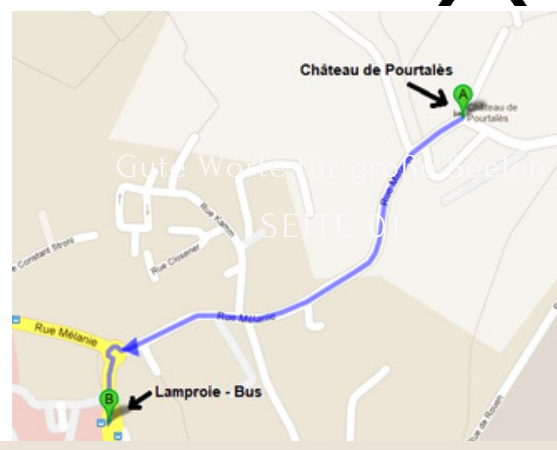 Château de Pourtalès
A
Château de
Pourtalès
Gute Worte für große Seelen
SEITE 01
Rue M
Rue Kamm
Rue Closener
Rue Constant Strohl
Rue Mélanie
Rue Mélanie
B
Lamproie - Bus
Rue de Rouen